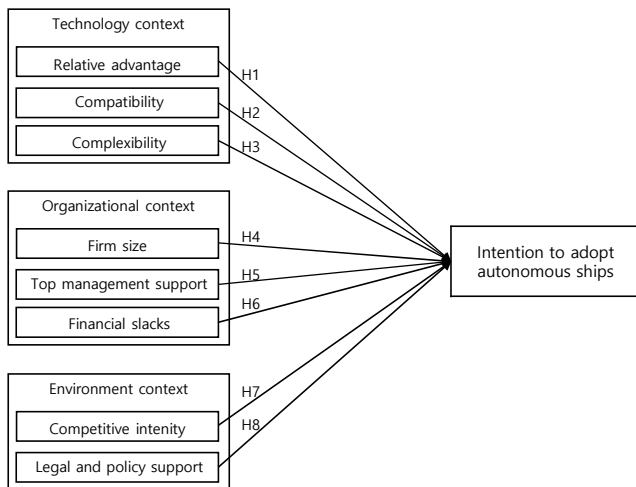 Technology context
Relative advantage
H1
Compatibility
H2
Complexibility
H3
Organizational context
Firm size
H4
Top management support
H5
Financial slacks
H6
Intention to adopt
autonomous ships
Environment context
H7
Competitive intenity
H8
Legal and policy support